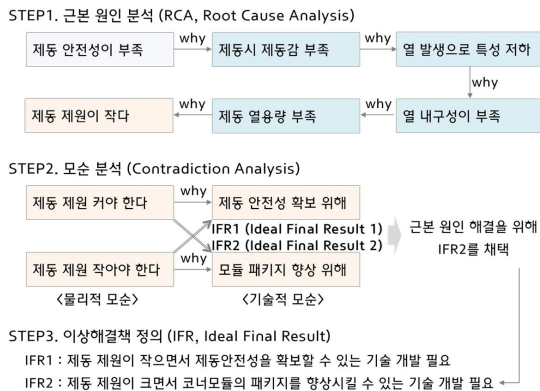 STEP1. 근본 원인 분석 (RCA, Root Cause Analysis)
제동 안전성이 부족
why
제동시 제동감 부족
why
열 발생으로 특성 저하
why
제동 제원이 작다
why
제동 열용량 부족
why
열 내구성이 부족
STEP2. 모순 분석 (Contradiction Analysis)
제동 제원 커야 한다
why
제동 안전성 확보 위해
IFR1 (Ideal Final Result 1)
IFR2 (Ideal Final Result 2)
근본 원인 해결을 위해
IFR2를 채택
제동 제원 작아야 한다
why
모듈 패키지 향상 위해
<물리적 모순>
<기술적 모순>
STEP3. 이상해결책 정의 (IFR, Ideal Final Result)
IFR1 : 제동 제원이 작으면서 제동안전성을 확보할 수 있는 기술 개발 필요
IFR2 : 제동 제원이 크면서 코너모듈의 패키지를 향상시킬 수 있는 기술 개발 필요